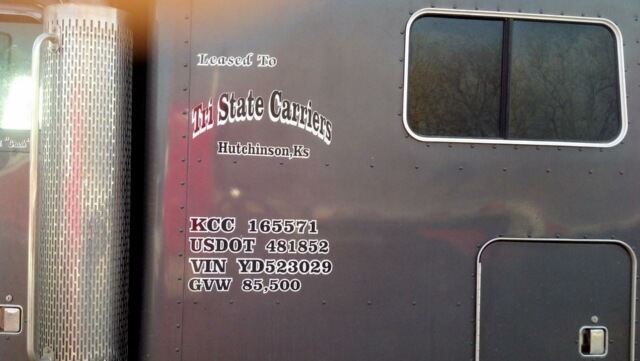 Leased To
Tri State Carriers
Hutchinson,Ks
KCC 165571
USDOT 481852
VIN YD523029
GVW 85,500